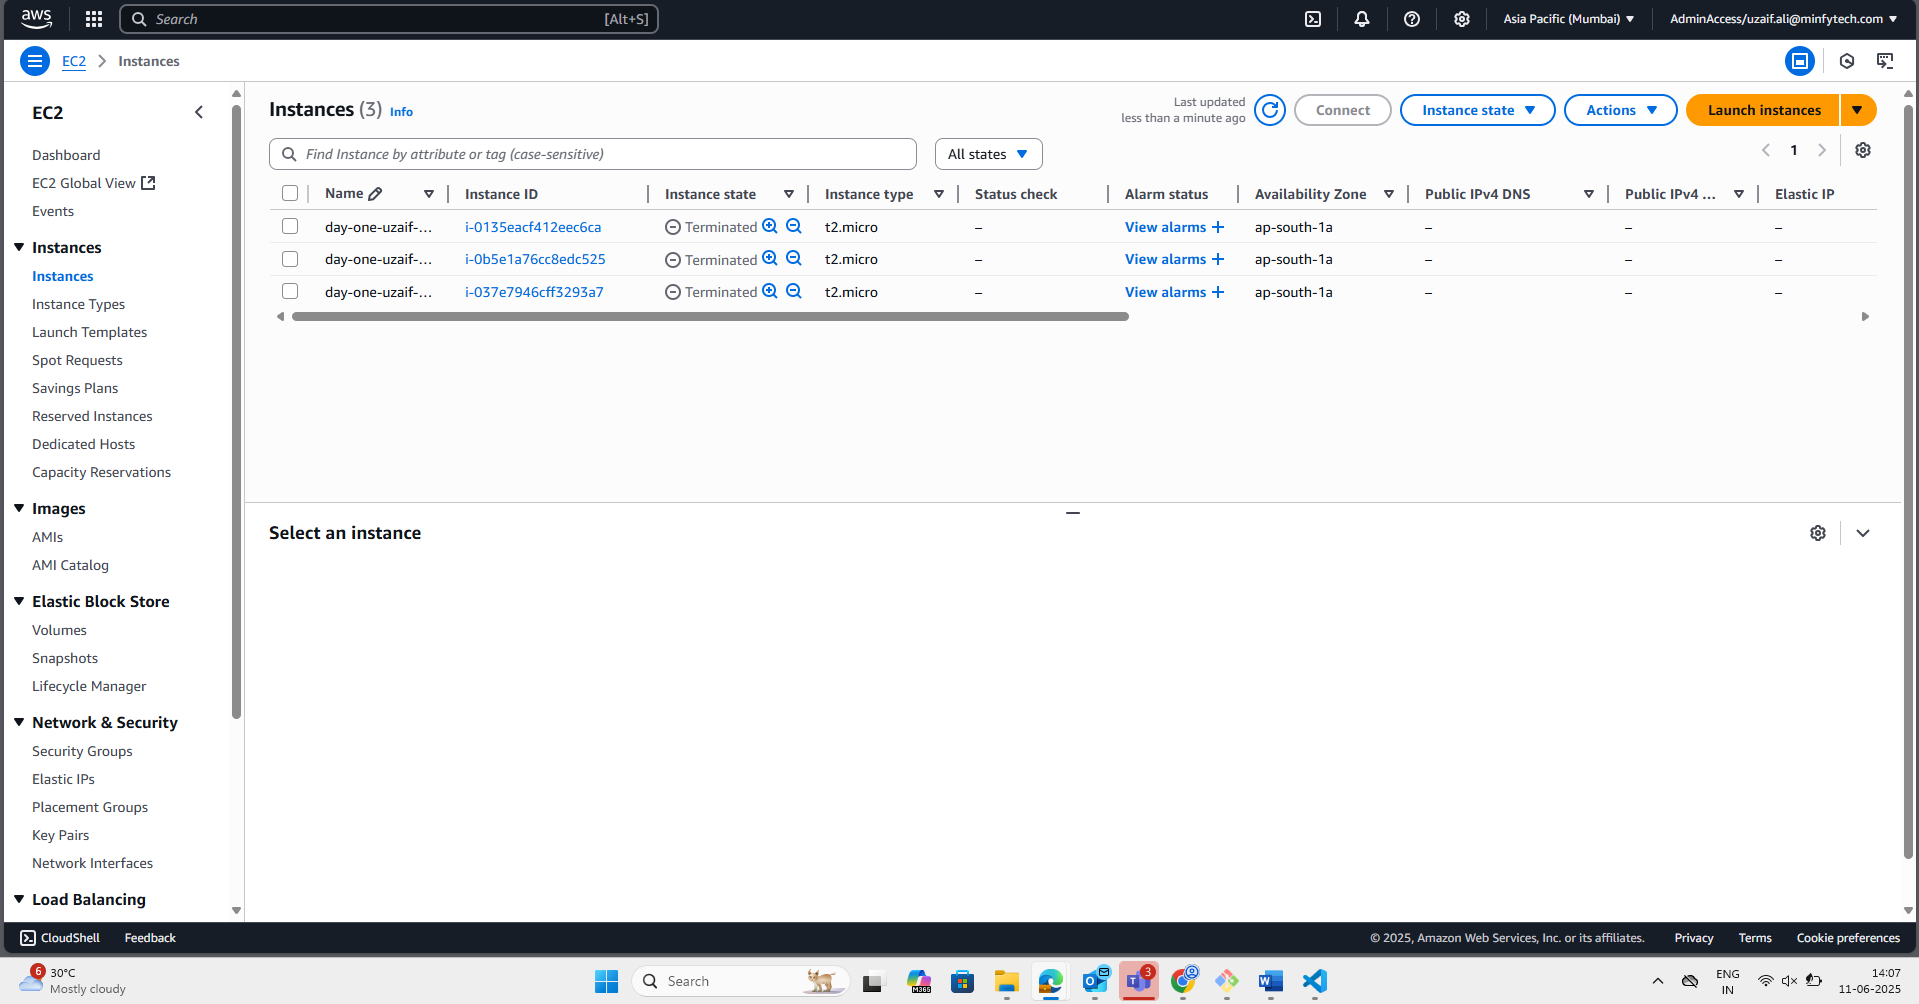 aws
Search
[Alt+S]
Asia Pacific (Mumbai)
AdminAccess/uzaif.ali@minfytech.com
EC2
Instances
EC2
Dashboard
EC2 Global View
Events
Instances
Instances
Instance Types
Launch Templates
Spot Requests
Savings Plans
Reserved Instances
Dedicated Hosts
Capacity Reservations
Images
AMIs
AMI Catalog
Elastic Block Store
Volumes
Snapshots
Lifecycle Manager
Network & Security
Security Groups
Elastic IPs
Placement Groups
Key Pairs
Network Interfaces
Load Balancing
Instances (3) Info
Last updated
less than a minute ago
Connect
Instance state
Actions
Launch instances
Find Instance by attribute or tag (case-sensitive)
All states
1
Name Instance ID Instance state Instance type Status check Alarm status Availability Zone Public IPv4 DNS Public IPv4 ... Elastic IP
day-one-uzaif-... i-0135eacf412eec6ca Terminated t2.micro – View alarms + ap-south-1a – – –
day-one-uzaif-... i-0b5e1a76cc8edc525 Terminated t2.micro – View alarms + ap-south-1a – – –
day-one-uzaif-... i-037e7946cff3293a7 Terminated t2.micro – View alarms + ap-south-1a – – –
Select an instance
CloudShell Feedback
© 2025, Amazon Web Services, Inc. or its affiliates. Privacy Terms Cookie preferences
6
30°C
Mostly cloudy
Search
M365
3
ENG
IN
14:07
11-06-2025